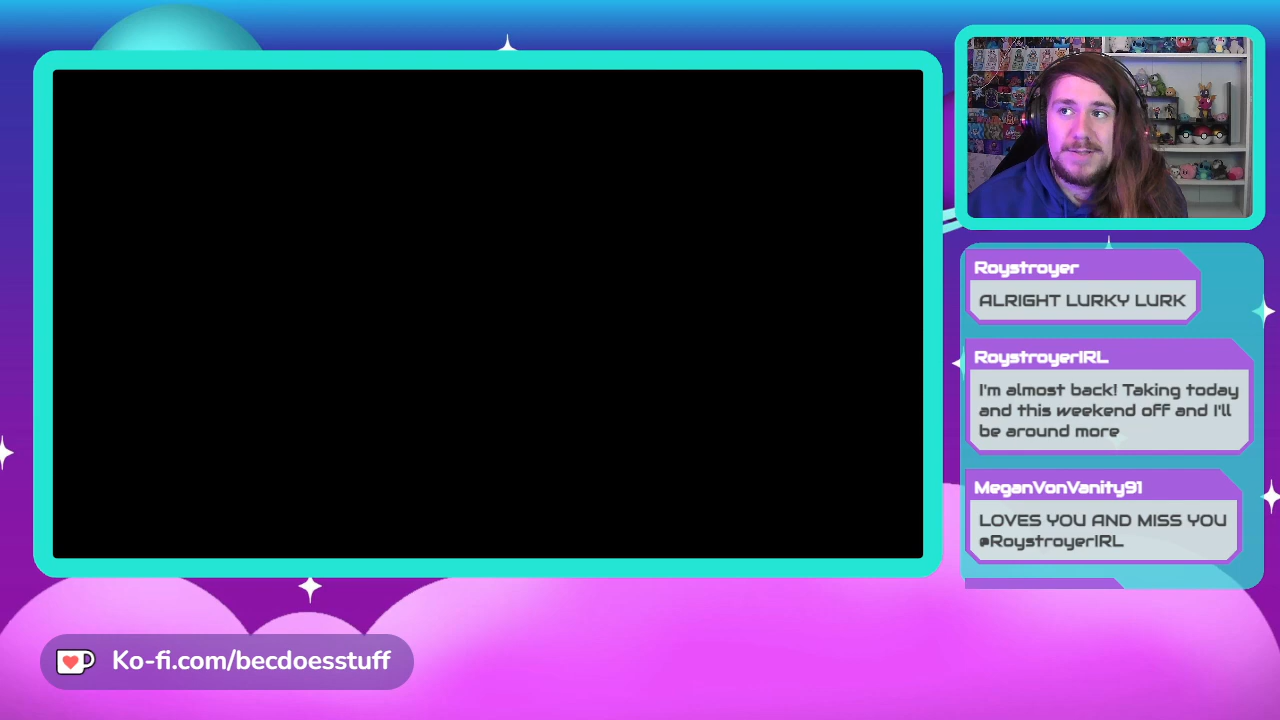 Roystroyer
ALRIGHT LURKY LURK
RoystroyerIRL
I'm almost back! Taking today
and this weekend off and I'll
be around more
MeganVonVanity91
LOVES YOU AND MISS YOU
@RoystroyerIRL
Ko-fi.com/becdoesstuff